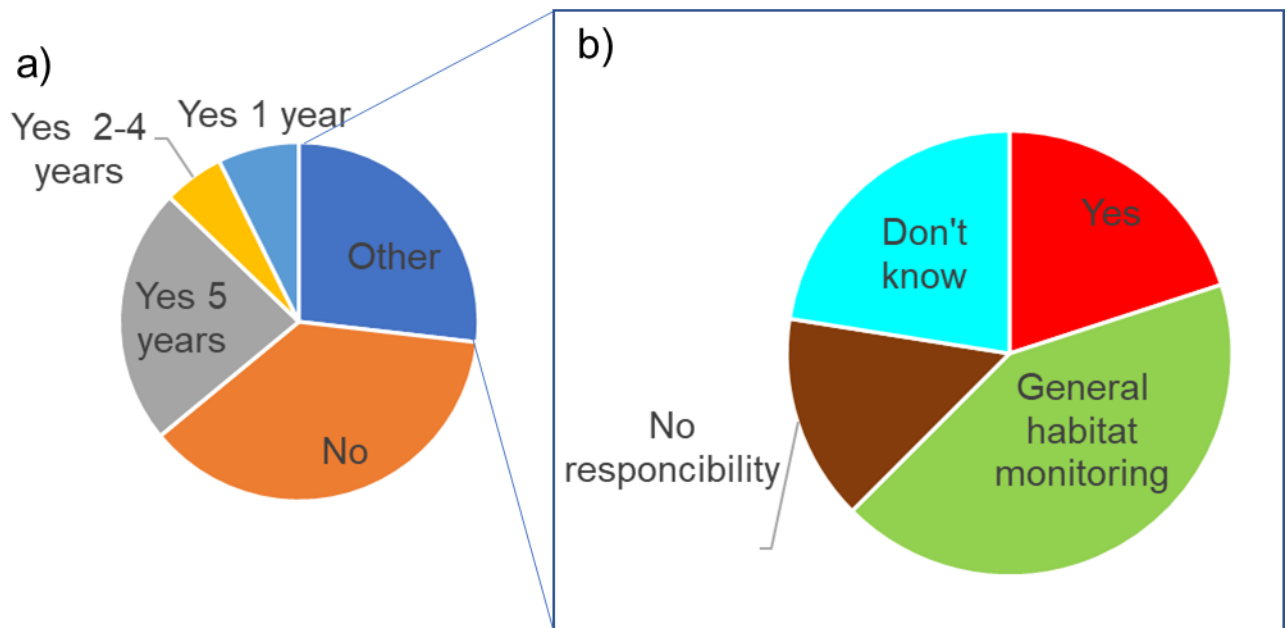 a)
Yes 2-4
years
Yes 1 year
Other
Yes 5
years
No
b)
Don't
know
Yes
General
habitat
monitoring
No
responcibility